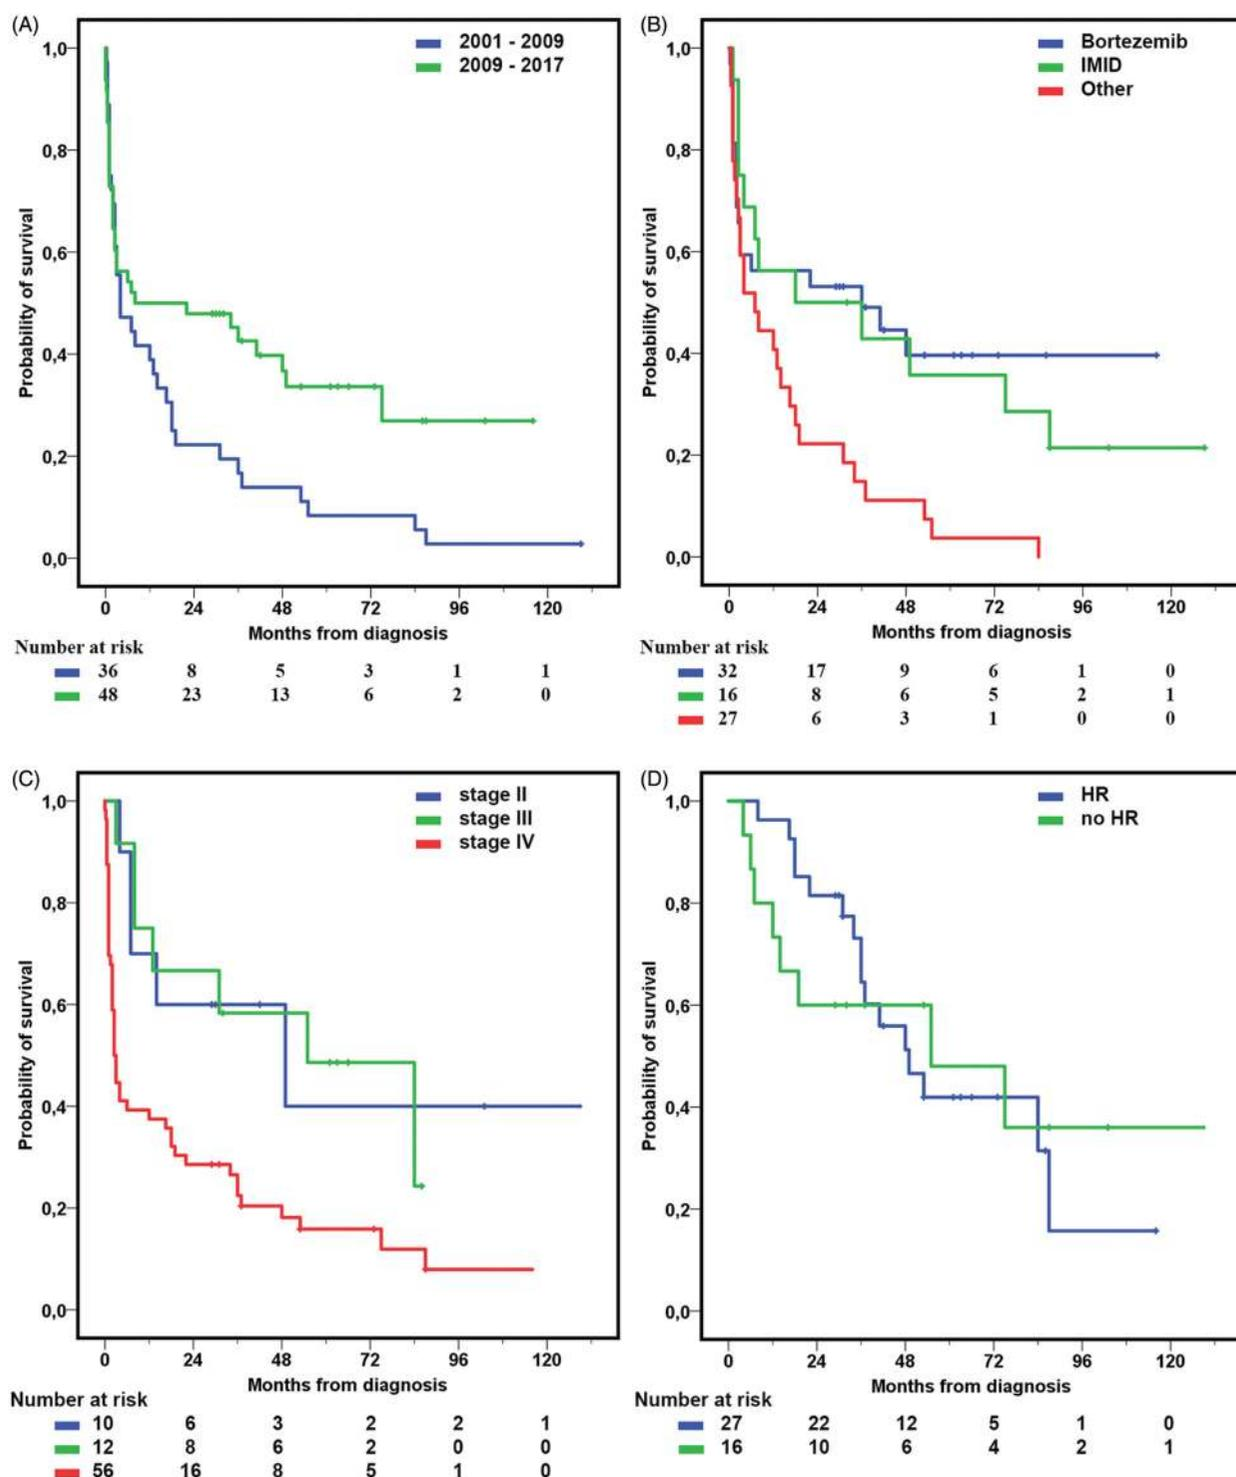 (A)
2001 - 2009
2009 - 2017
1,0
0,8
0,6
0,4
0,2
0,0
Probability of survival
0 24 48 72 96 120
Months from diagnosis
Number at risk
36 8 5 3 1 1
48 23 13 6 2 0
(B)
Bortezemib
IMID
Other
1,0
0,8
0,6
0,4
0,2
0,0
Probability of survival
0 24 48 72 96 120
Months from diagnosis
Number at risk
32 17 9 6 1 0
16 8 6 5 2 1
27 6 3 1 0 0
(C)
stage II
stage III
stage IV
1,0
0,8
0,6
0,4
0,2
0,0
Probability of survival
0 24 48 72 96 120
Months from diagnosis
Number at risk
10 6 3 2 2 1
12 8 6 2 0 0
56 16 8 5 1 0
(D)
HR
no HR
1,0
0,8
0,6
0,4
0,2
0,0
Probability of survival
0 24 48 72 96 120
Months from diagnosis
Number at risk
27 22 12 5 1 0
16 10 6 4 2 1